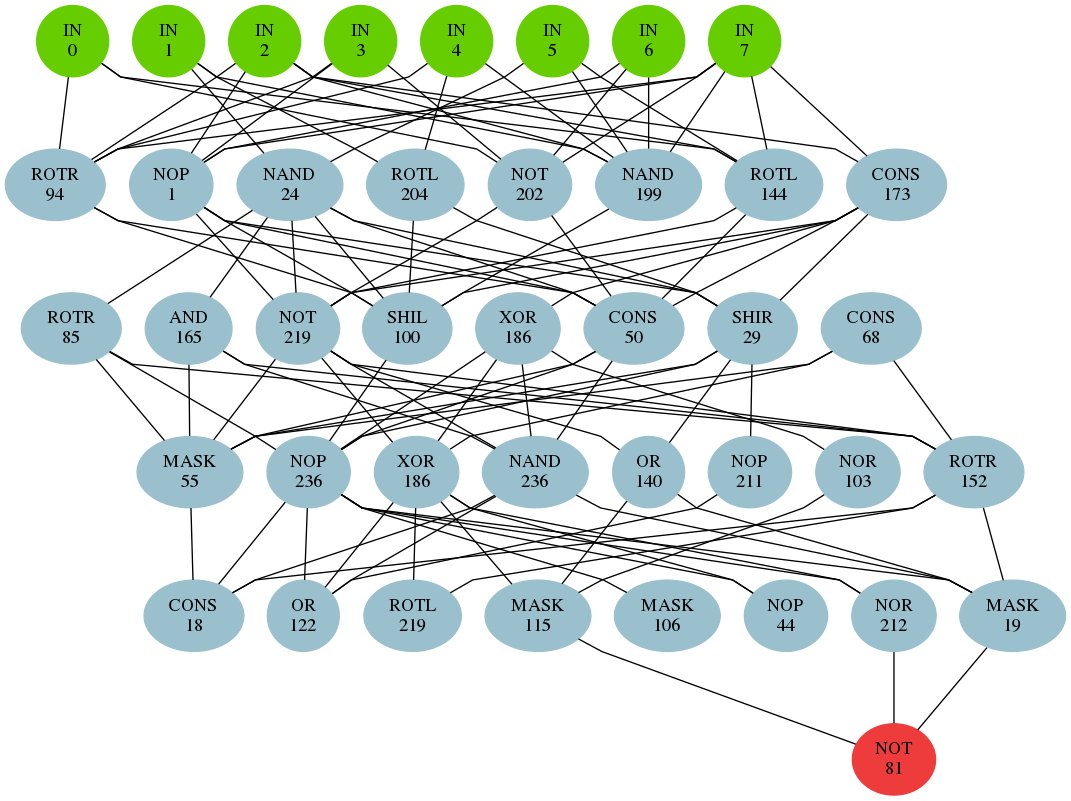 IN
0
IN
1
IN
2
IN
3
IN
4
IN
5
IN
6
IN
7
ROTR
94
NOP
1
NAND
24
ROTL
204
NOT
202
NAND
199
ROTL
144
CONS
173
ROTR
85
AND
165
NOT
219
SHIL
100
XOR
186
CONS
50
SHIR
29
CONS
68
MASK
55
NOP
236
XOR
186
NAND
236
OR
140
NOP
211
NOR
103
ROTR
152
CONS
18
OR
122
ROTL
219
MASK
115
MASK
106
NOP
44
NOR
212
MASK
19
NOT
81